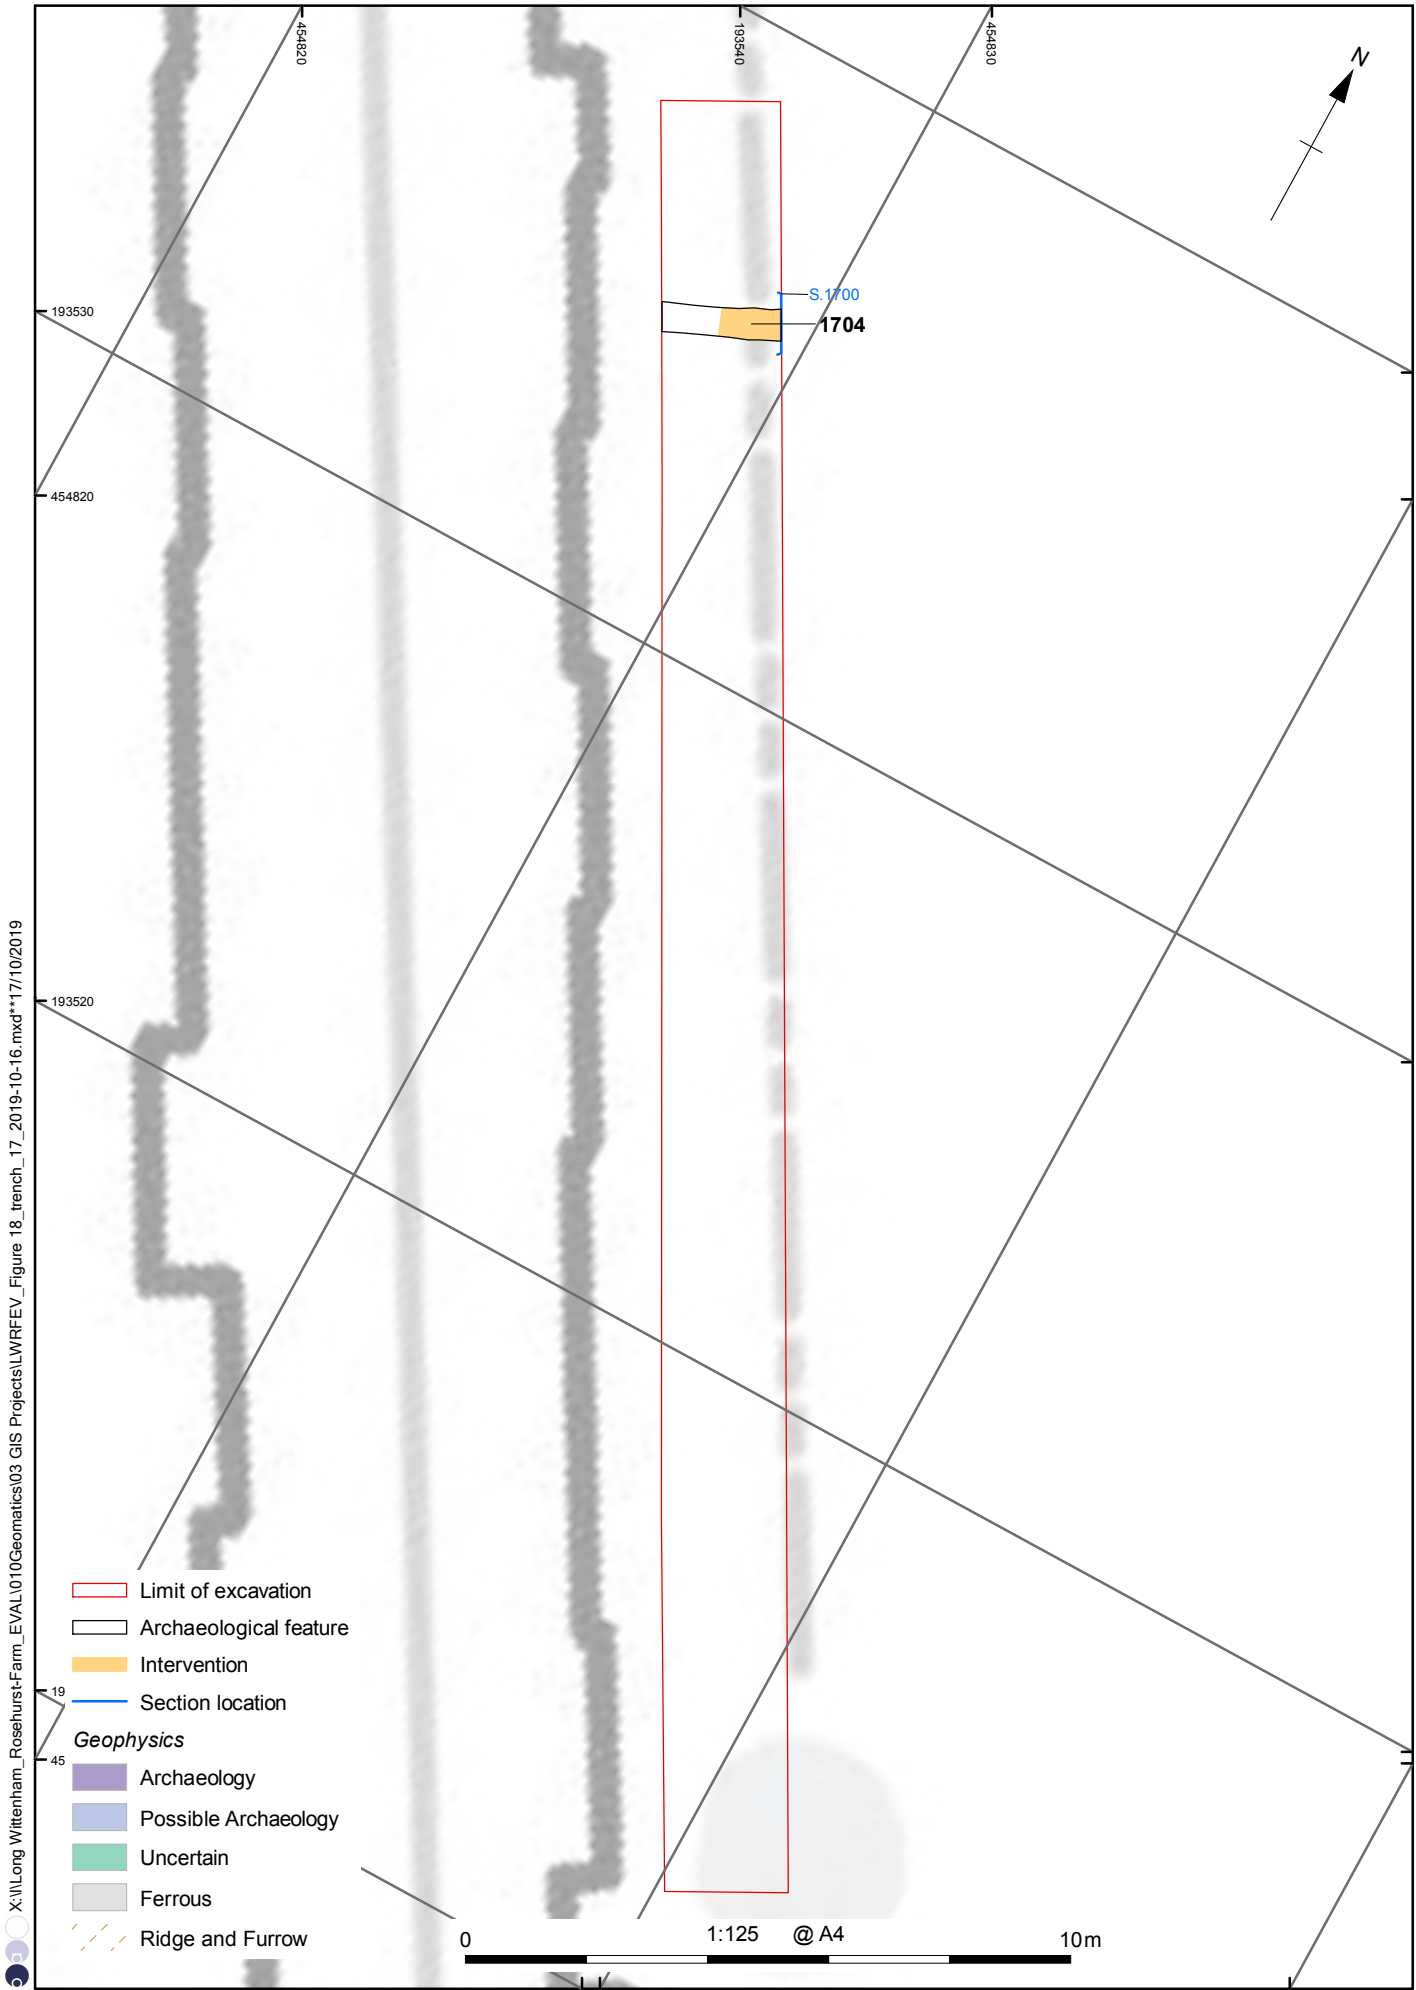 454820
193540
454830
N
193530
S.1700
1704
454820
193520
19
45
Limit of excavation
Archaeological feature
Intervention
Section location
Geophysics
Archaeology
Possible Archaeology
Uncertain
Ferrous
Ridge and Furrow
0
1:125 @ A4
10m
X:\l\Long Wittenham_Rosehurst-Farm_EVAL\010Geomatics\03 GIS Projects\LWRFEV_Figure 18_trench_17_2019-10-16.mxd**17/10/2019